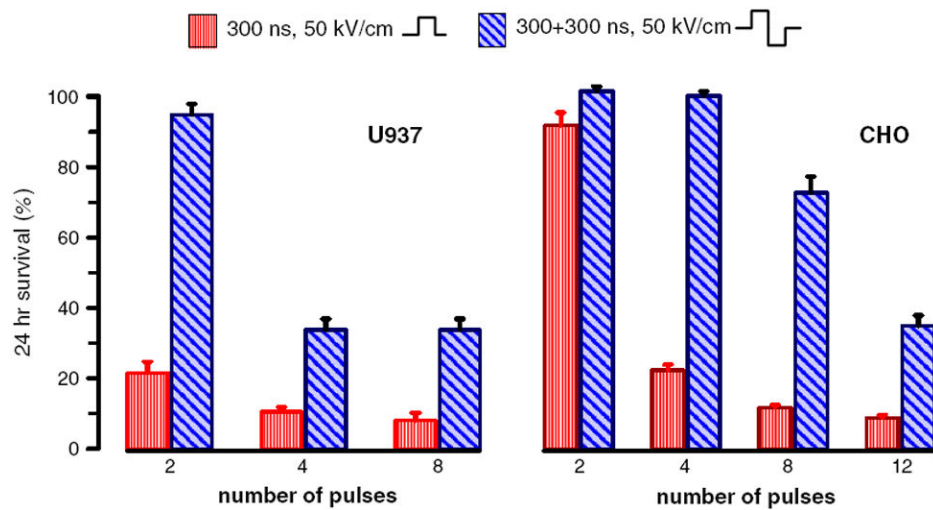 300 ns, 50 kV/cm 300+300 ns, 50 kV/cm
24 hr survival (%)
100
80
60
40
20
0
U937
CHO
2 4 8 2 4 8 12
number of pulses number of pulses